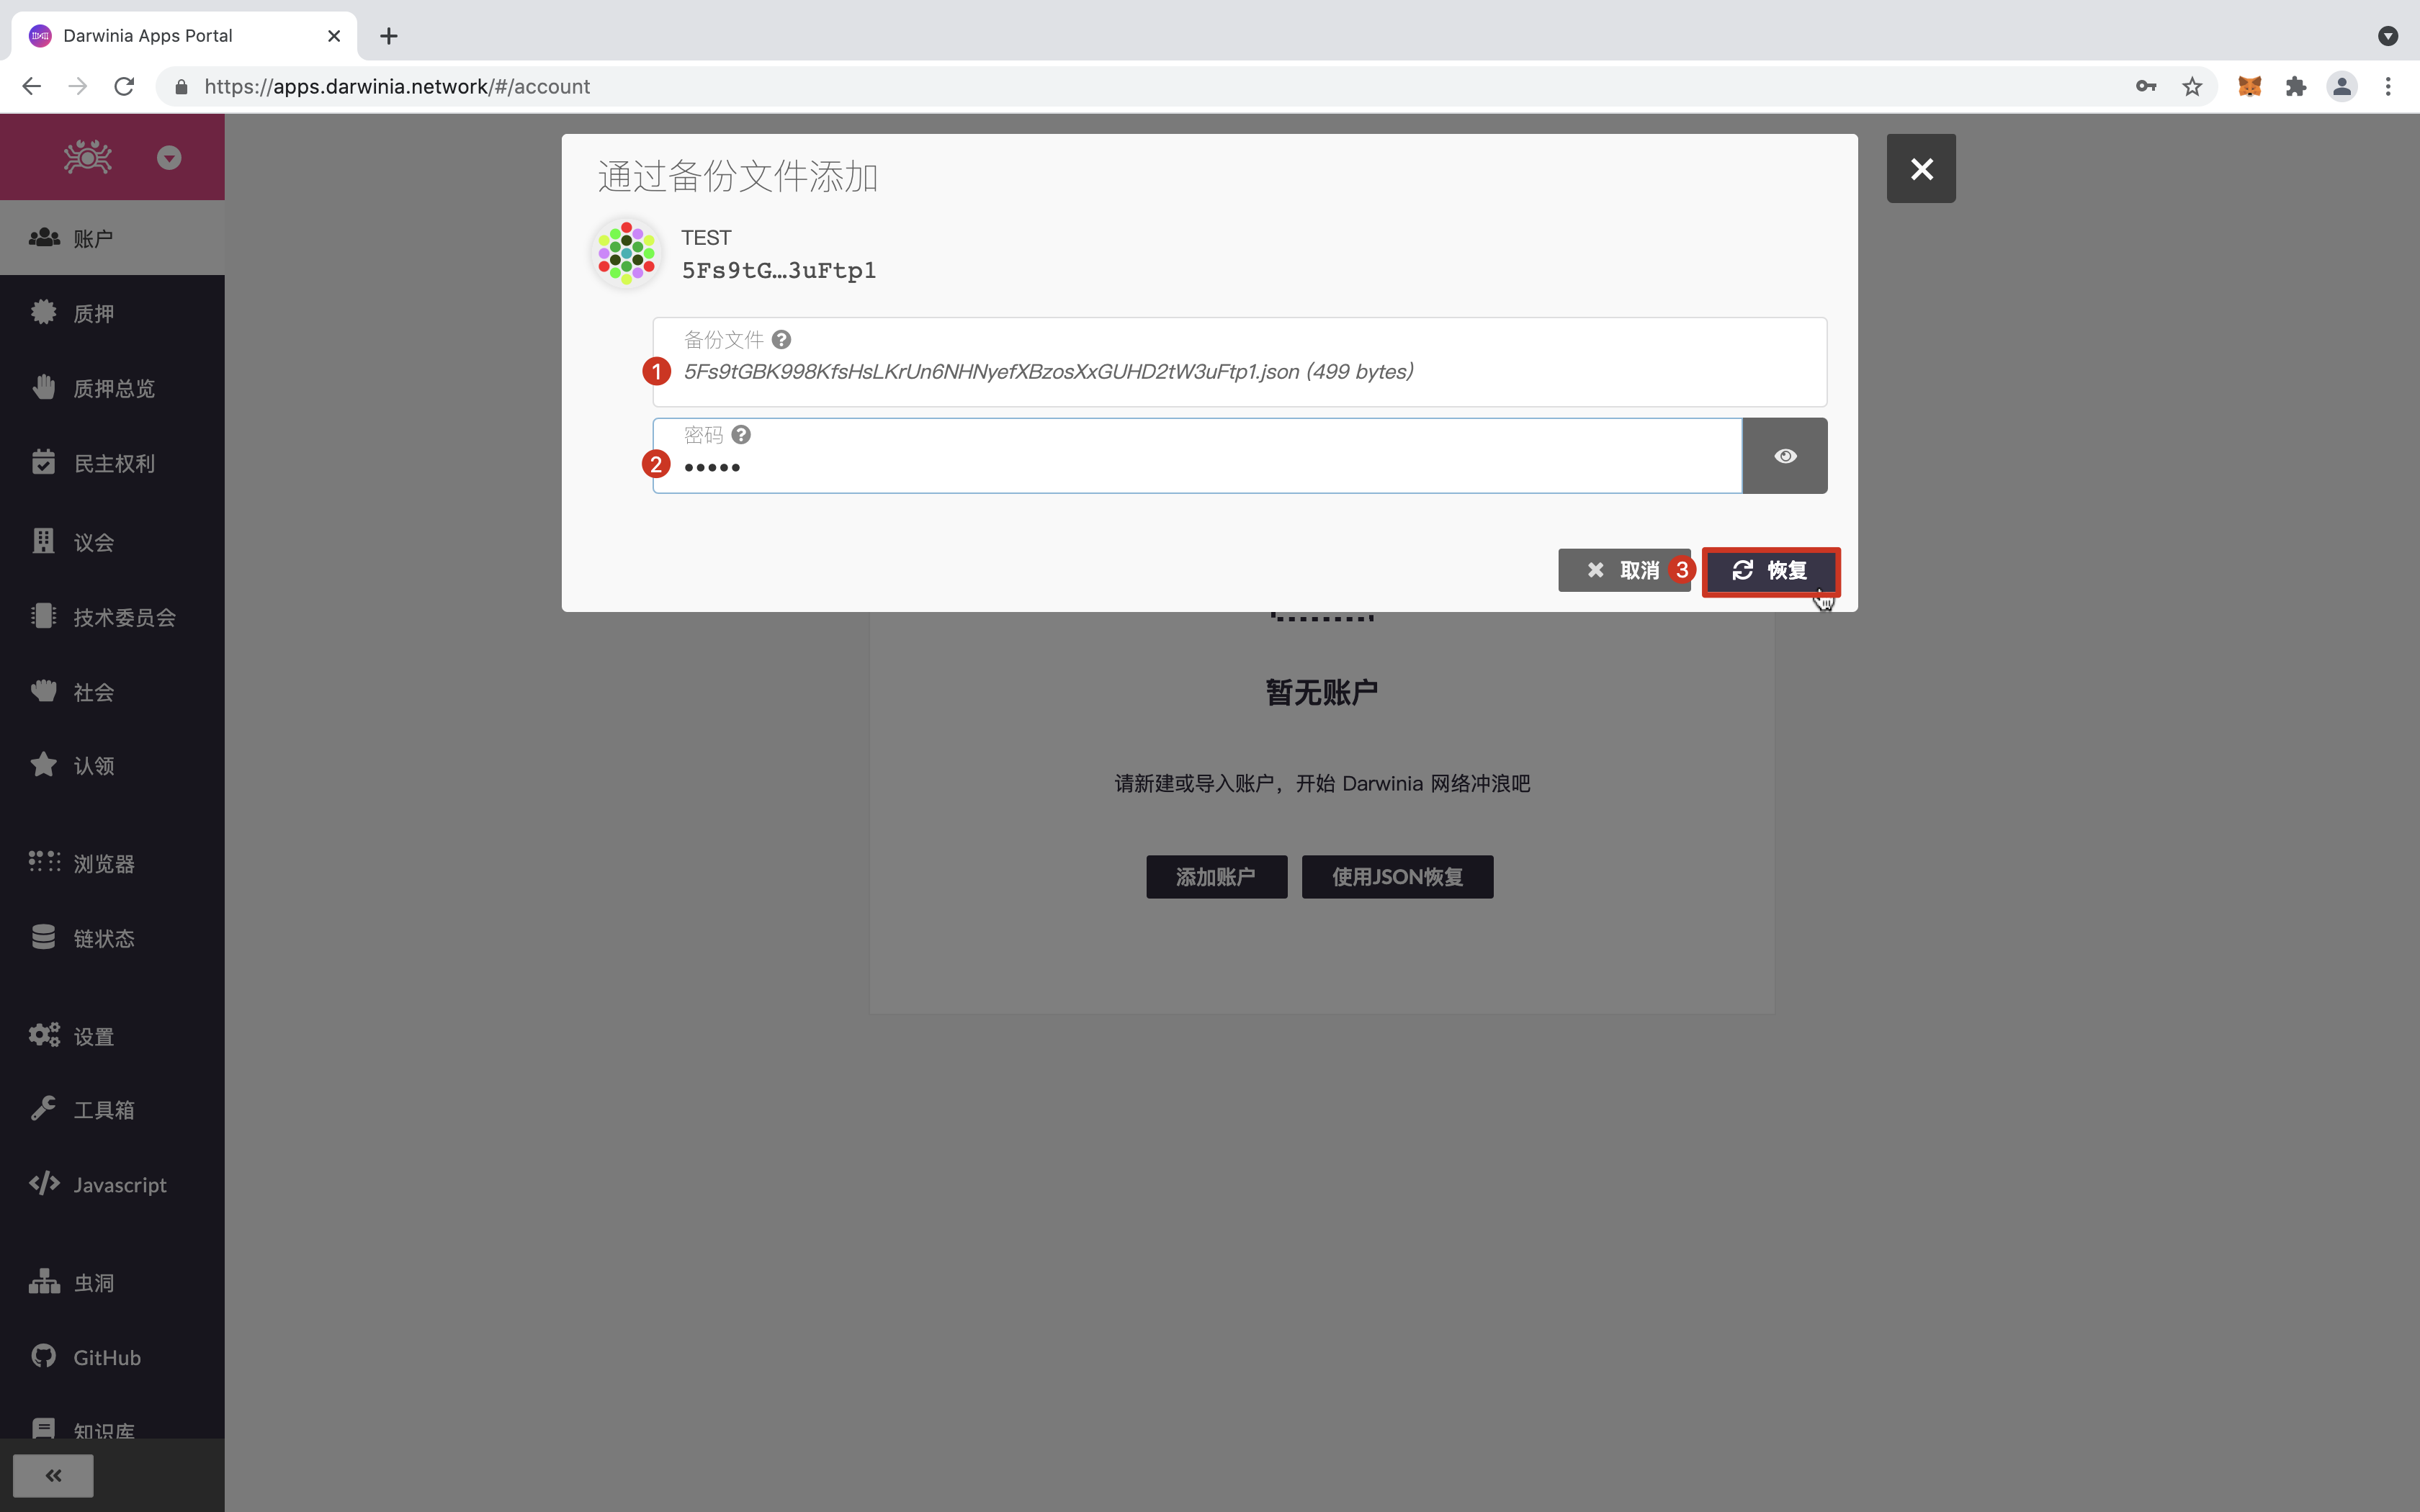 Darwinia Apps Portal
https://apps.darwinia.network/#/account
账户
质押
质押总览
民主权利
议会
技术委员会
社会
认领
浏览器
链状态
设置
工具箱
Javascript
虫洞
GitHub
知识库
通过备份文件添加
TEST
5Fs9tG...3uFtp1
备份文件
1
5Fs9tGBK998KfsHsLKrUn6NHNyefXBzosXxGUHD2tW3uFtp1.json (499 bytes)
密码
2
•••••
取消
3
恢复
暂无账户
请新建或导入账户，开始 Darwinia 网络冲浪吧
添加账户
使用JSON恢复